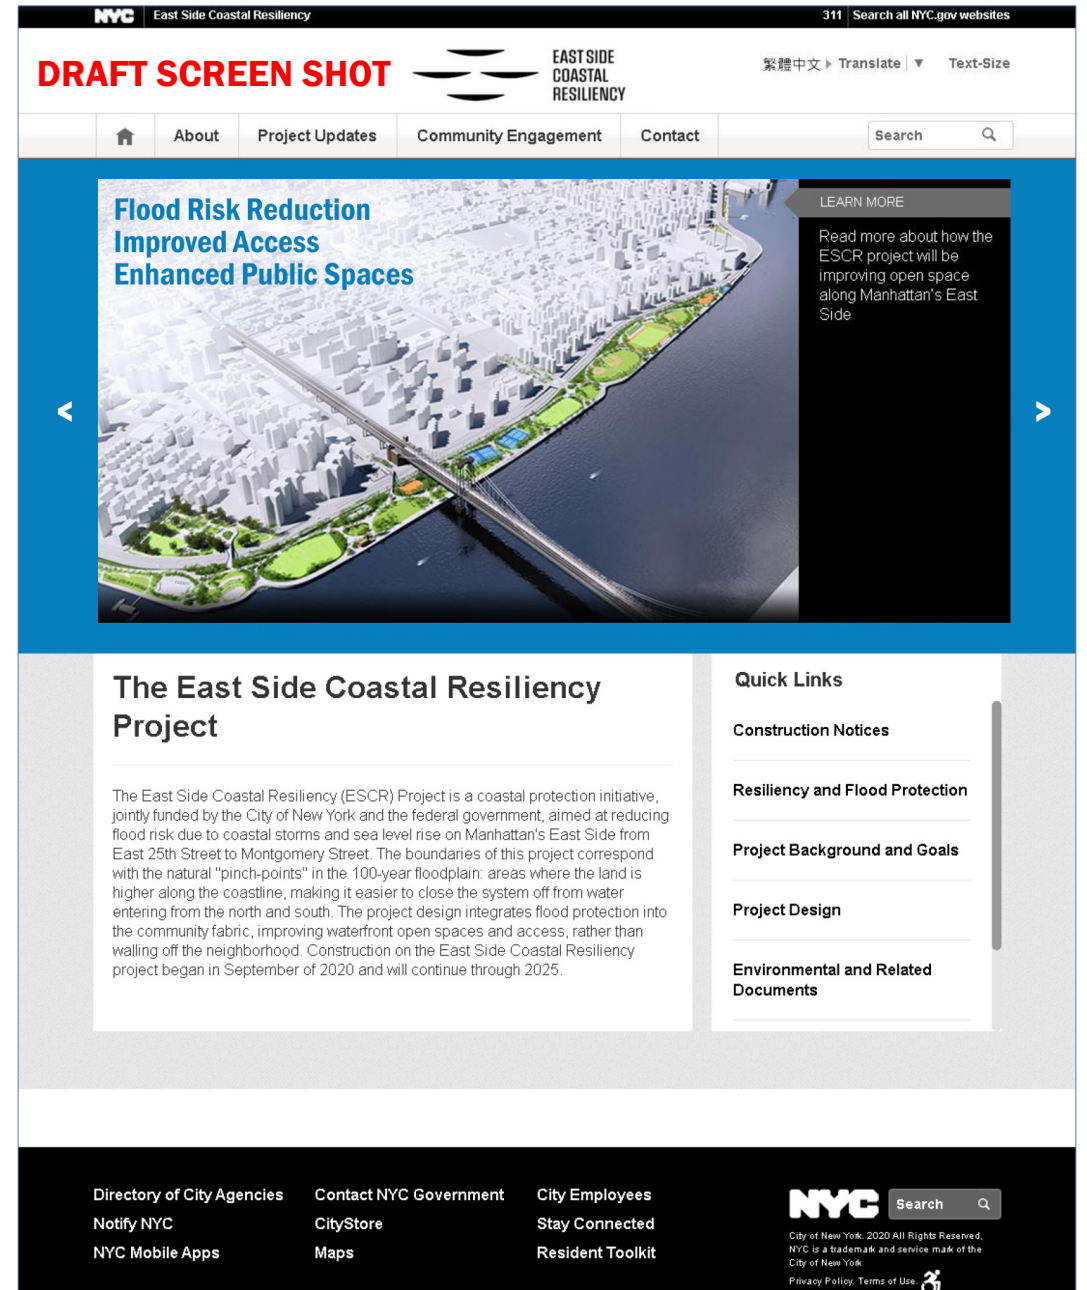 NYC East Side Coastal Resiliency 311 Search all NYC.gov websites
DRAFT SCREEN SHOT
EAST SIDE
COASTAL
RESILIENCY
繁體中文 ▶ Translate | ▼ Text-Size
About Project Updates Community Engagement Contact Search
Flood Risk Reduction
Improved Access
Enhanced Public Spaces
LEARN MORE
Read more about how the
ESCR project will be
improving open space
along Manhattan's East
Side
<
>
The East Side Coastal Resiliency
Project
The East Side Coastal Resiliency (ESCR) Project is a coastal protection initiative,
jointly funded by the City of New York and the federal government, aimed at reducing
flood risk due to coastal storms and sea level rise on Manhattan's East Side from
East 25th Street to Montgomery Street. The boundaries of this project correspond
with the natural "pinch-points" in the 100-year floodplain: areas where the land is
higher along the coastline, making it easier to close the system off from water
entering from the north and south. The project design integrates flood protection into
the community fabric, improving waterfront open spaces and access, rather than
walling off the neighborhood. Construction on the East Side Coastal Resiliency
project began in September of 2020 and will continue through 2025.
Quick Links
Construction Notices
Resiliency and Flood Protection
Project Background and Goals
Project Design
Environmental and Related
Documents
Directory of City Agencies Contact NYC Government City Employees
Notify NYC CityStore Stay Connected
NYC Mobile Apps Maps Resident Toolkit
NYC Search
City of New York. 2020 All Rights Reserved,
NYC is a trademark and service mark of the
City of New York
Privacy Policy. Terms of Use.